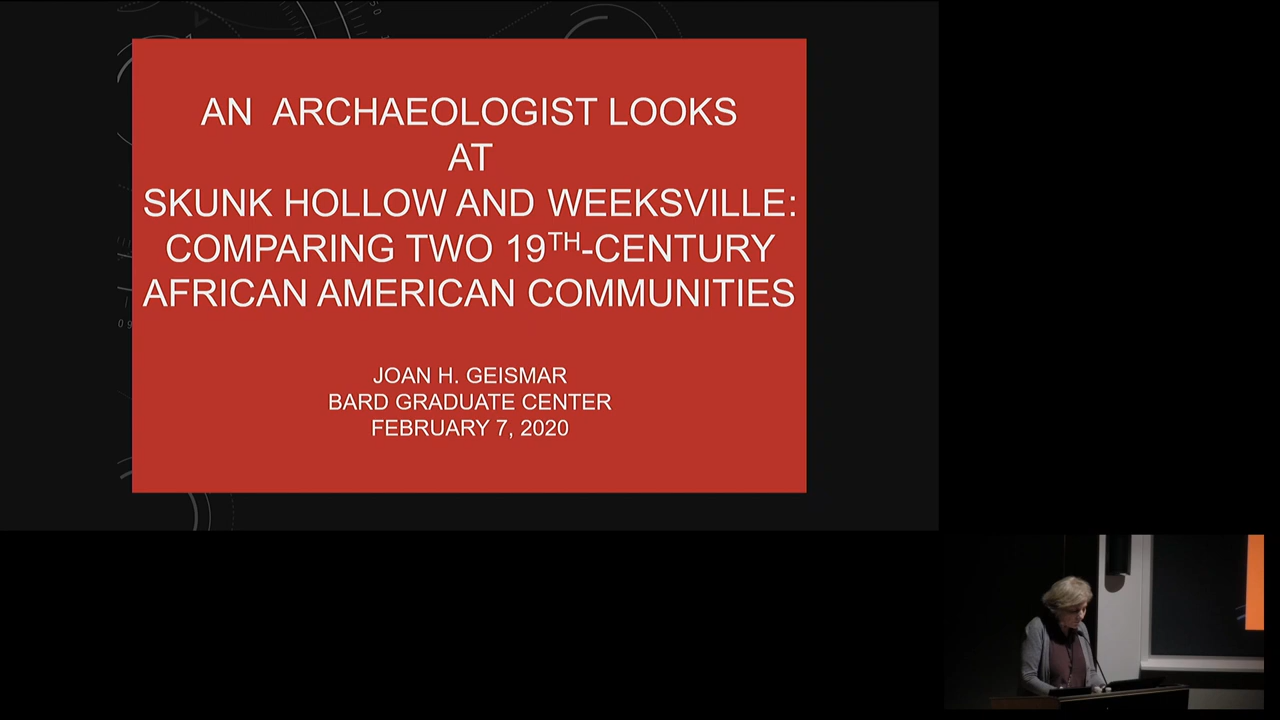 AN ARCHAEOLOGIST LOOKS
AT
SKUNK HOLLOW AND WEEKSVILLE:
COMPARING TWO 19TH-CENTURY
AFRICAN AMERICAN COMMUNITIES
JOAN H. GEISMAR
BARD GRADUATE CENTER
FEBRUARY 7, 2020